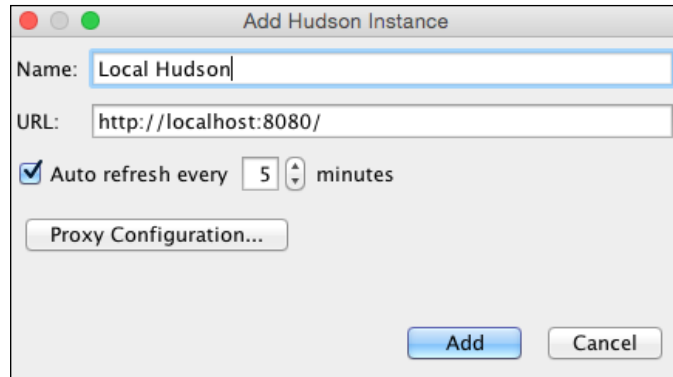 Add Hudson Instance
Name: Local Hudson
URL: http://localhost:8080/
Auto refresh every 5 minutes
Proxy Configuration...
Add Cancel